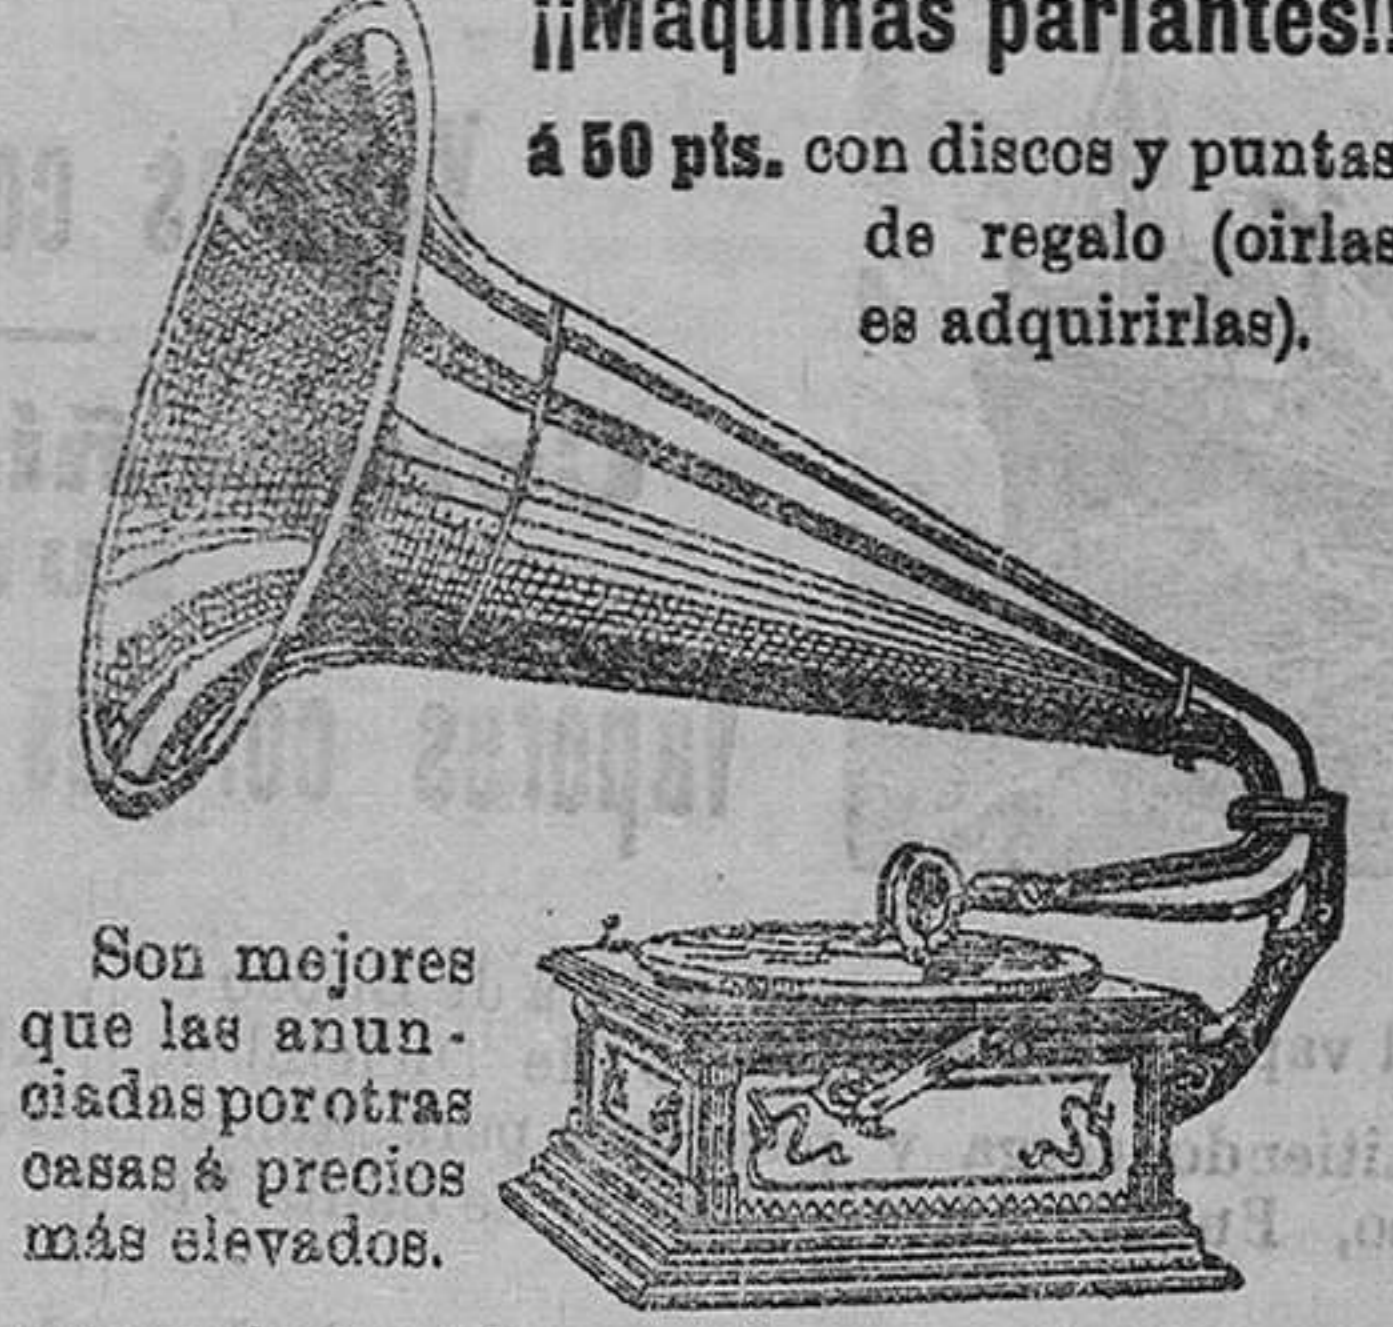 ¡¡Maquinas parlantes!!
á 50 pts. con discos y puntas
de regalo (oirlas
es adquirirlas).
Son mejores
que las anun-
ciadas por otras
casas á precios
más elevados.